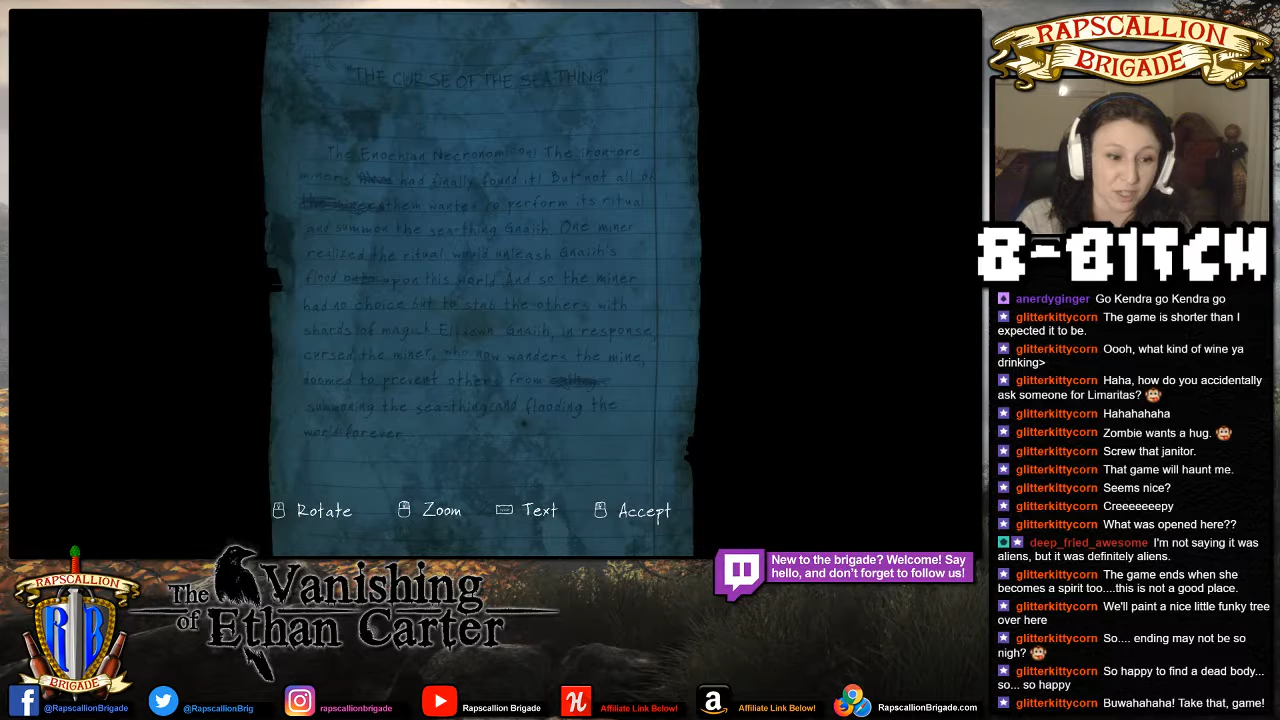 "THE CURSE OF THE SEA-THING"
The Enochian Necronomicon! The iron-ore
miners had finally found it! But not all of
them wanted to perform its ritual
and summon the sea-thing Gnaiih. One miner
realized the ritual would unleash Gnaiih's
flood upon this world. And so the miner
had no choice but to stab the others with
shards of magick Elision Gnaiih, in response,
cursed the miner, who now wanders the mine,
doomed to prevent others from
summoning the sea-thing and flooding the
world forever.
Rotate
Zoom
Text
Accept
RAPSCALLION
BRIGADE
8-B1TCH
anerdyginger Go Kendra go Kendra go
glitterkittycorn The game is shorter than I
expected it to be.
glitterkittycorn Oooh, what kind of wine ya
drinking>
glitterkittycorn Haha, how do you accidentally
ask someone for Limaritas?
glitterkittycorn Hahahahaha
glitterkittycorn Zombie wants a hug.
glitterkittycorn Screw that janitor.
glitterkittycorn That game will haunt me.
glitterkittycorn Seems nice?
glitterkittycorn Creeeeeeepy
glitterkittycorn What was opened here??
deep_fried_awesome I'm not saying it was
aliens, but it was definitely aliens.
glitterkittycorn The game ends when she
becomes a spirit too....this is not a good place.
glitterkittycorn We'll paint a nice little funky tree
over here
glitterkittycorn So.... ending may not be so
nigh?
glitterkittycorn So happy to find a dead body...
so... so happy
glitterkittycorn Buwahahaha! Take that, game!
New to the brigade? Welcome! Say
hello, and don't forget to follow us!
RAPSCALLION
RB
BRIGADE
The Vanishing
of Ethan Carter
@RapscallionBrigade
@RapscallionBrig
rapscallionbrigade
Rapscallion Brigade
Affiliate Link Below!
Affiliate Link Below!
RapscallionBrigade.com